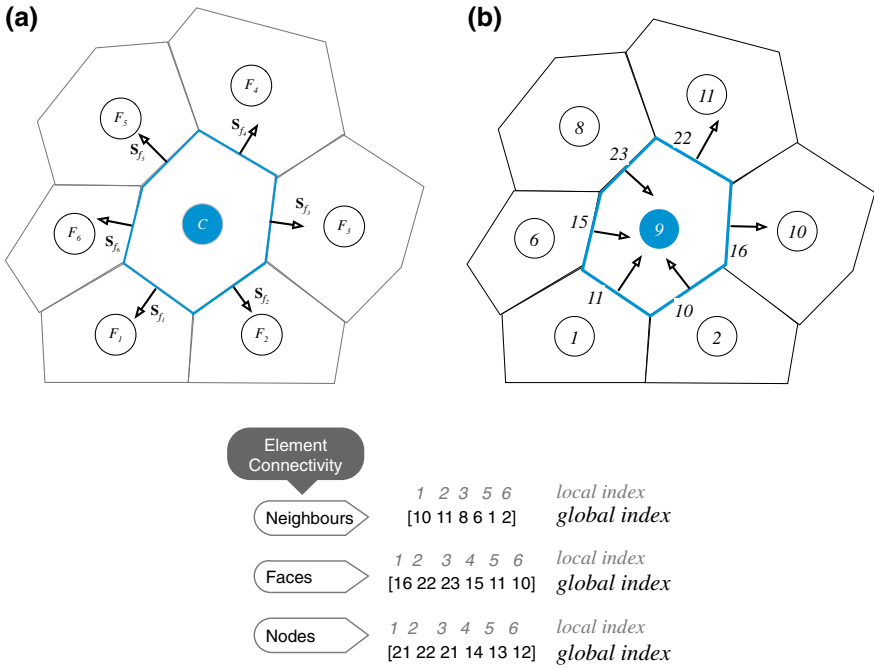 (a)
(b)
F4
F5
Sf5
Sf4
C
Sf3
F3
F6
Sf6
Sf1
Sf2
F1
F2
11
8
22
23
15
9
10
6
16
11
10
1
2
Element
Connectivity
1 2 3 5 6
local index
Neighbours
[10 11 8 6 1 2]
global index
1 2 3 4 5 6
local index
Faces
[16 22 23 15 11 10]
global index
1 2 3 4 5 6
local index
Nodes
[21 22 21 14 13 12]
global index